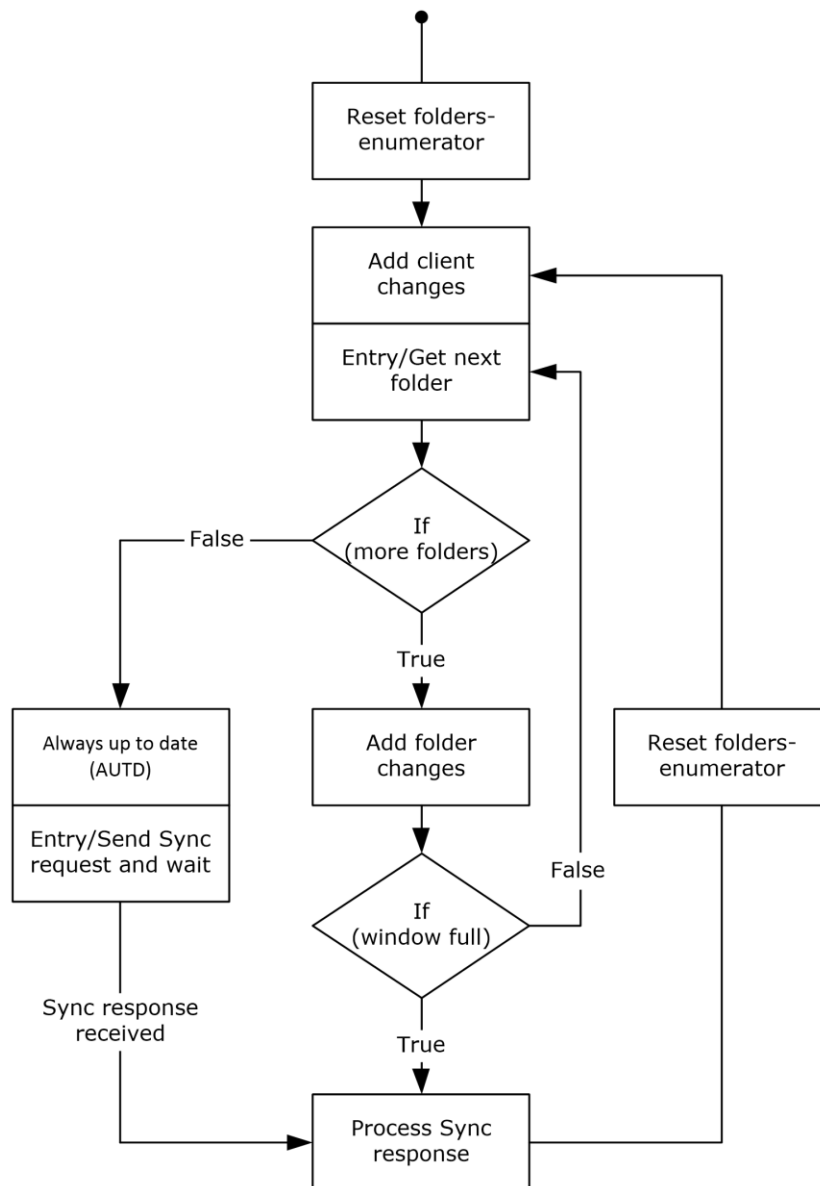 Reset folders-
enumerator
Add client
changes
Entry/Get next
folder
If
(more folders)
False
True
Always up to date
(AUTD)
Entry/Send Sync
request and wait
Add folder
changes
Reset folders-
enumerator
If
(window full)
False
Sync response
received
True
Process Sync
response